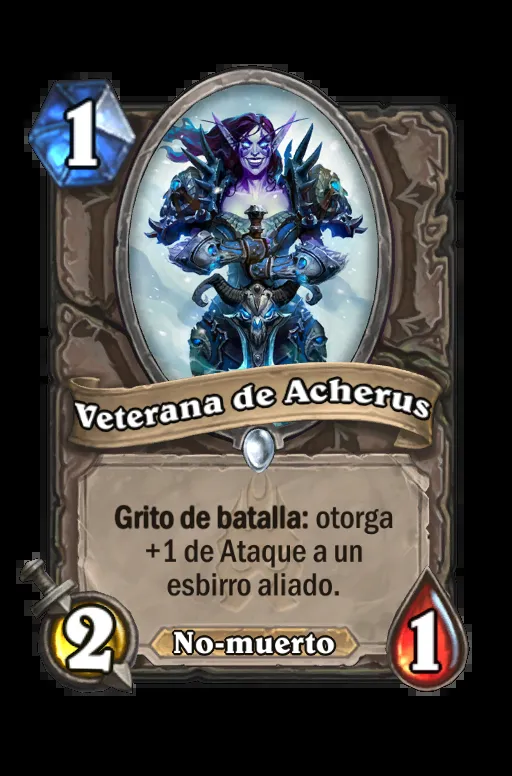 1
Veterana de Acherus
Grito de batalla: otorga
+1 de Ataque a un
esbirro aliado.
2
No-muerto
1